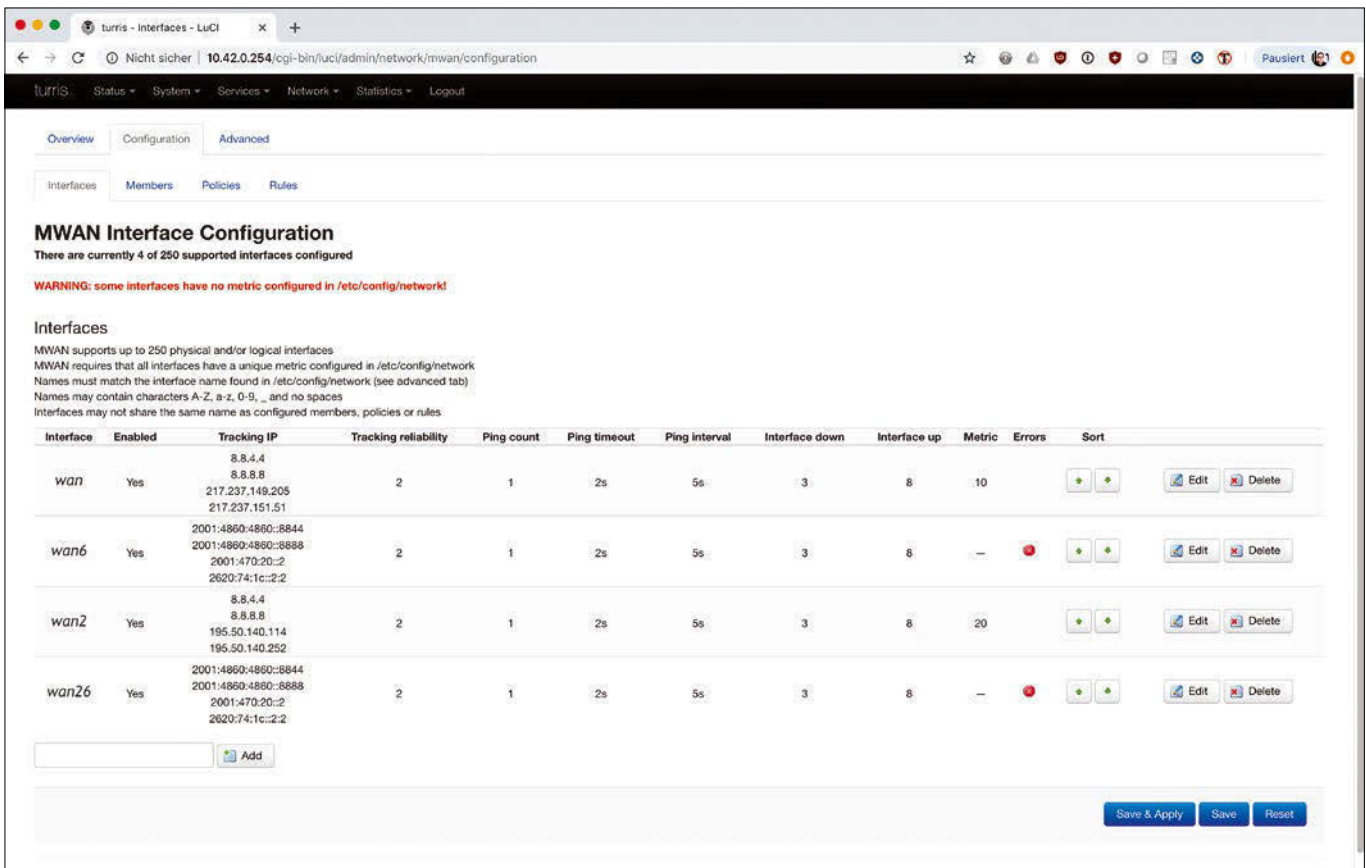 turris - Interfaces - LuCI
Nicht sicher | 10.42.0.254/cgi-bin/luci/admin/network/mwan/configuration Pausiert
turris Status System Services Network Statistics Logout
Overview Configuration Advanced
Interfaces Members Policies Rules
MWAN Interface Configuration
There are currently 4 of 250 supported interfaces configured
WARNING: some interfaces have no metric configured in /etc/config/network!
Interfaces
MWAN supports up to 250 physical and/or logical interfaces
MWAN requires that all interfaces have a unique metric configured in /etc/config/network
Names must match the interface name found in /etc/config/network (see advanced tab)
Names may contain characters A-Z, a-z, 0-9, _ and no spaces
Interfaces may not share the same name as configured members, policies or rules
Interface Enabled Tracking IP Tracking reliability Ping count Ping timeout Ping interval Interface down Interface up Metric Errors Sort
8.8.4.4
8.8.8.8
wan Yes 217.237.149.205 2 1 2s 5s 3 8 10 Edit Delete
217.237.151.51
2001:4860:4860::8844
2001:4860:4860::8888
wan6 Yes 2001:470:20::2 2 1 2s 5s 3 8 — Edit Delete
2620:74:1c::2:2
8.8.4.4
8.8.8.8
wan2 Yes 195.50.140.114 2 1 2s 5s 3 8 20 Edit Delete
195.50.140.252
2001:4860:4860::8844
2001:4860:4860::8888
wan26 Yes 2001:470:20::2 2 1 2s 5s 3 8 — Edit Delete
2620:74:1c::2:2
Add
Save & Apply Save Reset